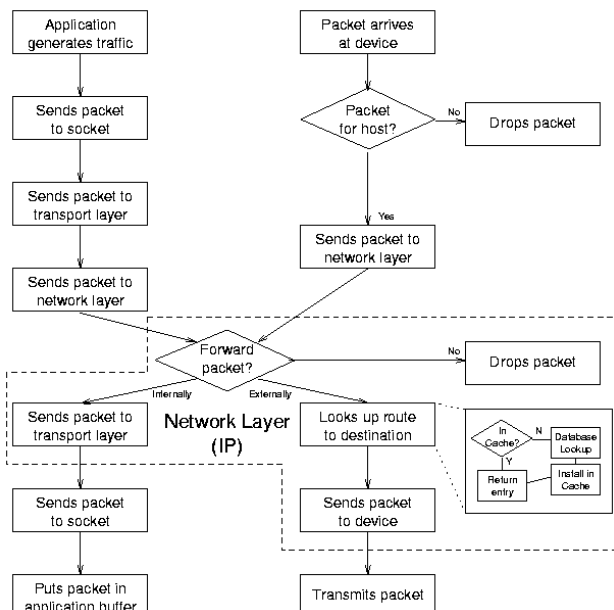 Application
generates traffic
Packet arrives
at device
Sends packet
to socket
Packet
for host?
No
Drops packet
Sends packet to
transport layer
Yes
Sends packet to
network layer
Sends packet to
network layer
Forward
packet?
No
Drops packet
Internally
Externally
Sends packet to
transport layer
Network Layer
(IP)
Looks up route
to destination
In
Cache?
N
Database
Lookup
Y
Return
entry
Install in
Cache
Sends packet
to socket
Sends packet
to device
Puts packet in
application buffer
Transmits packet